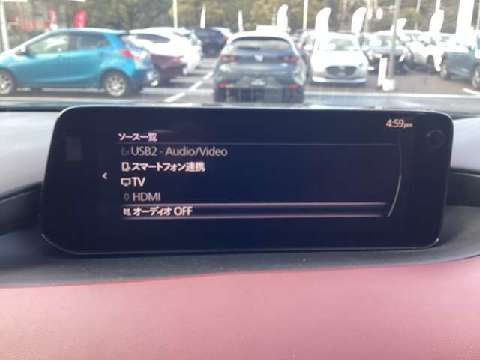 4:59pm
ソース一覧
USB2 - Audio/Video
スマートフォン連携
TV
HDMI
オーディオ OFF